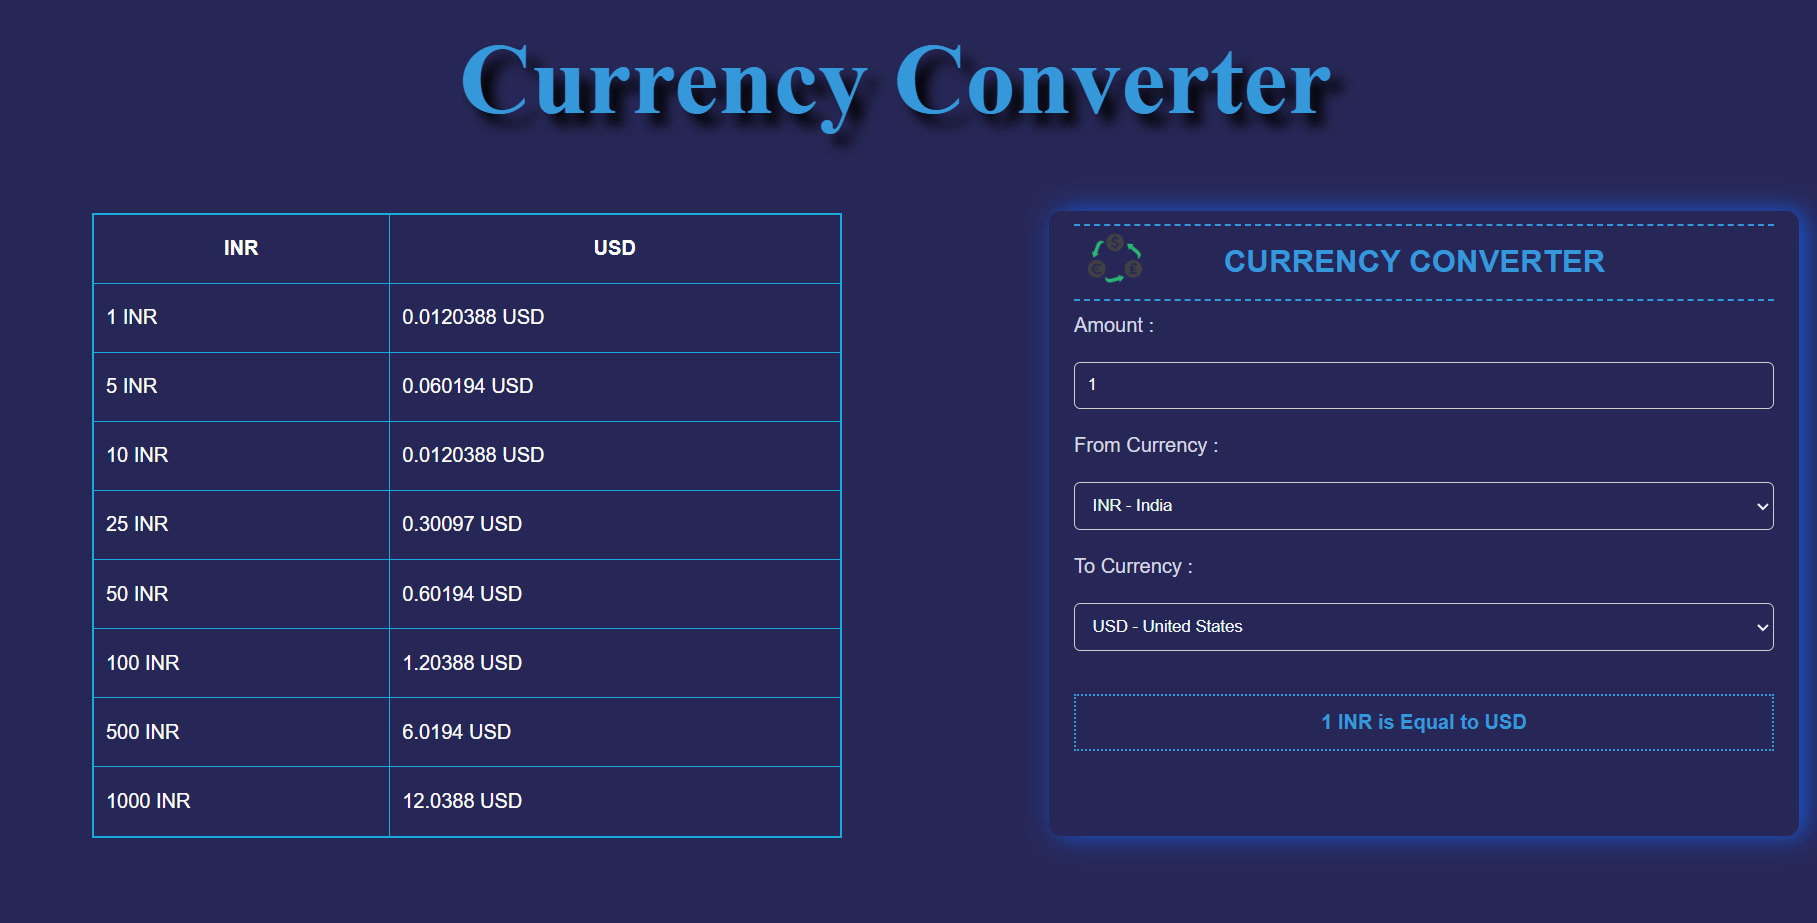 Currency Converter
INR USD
1 INR 0.0120388 USD
5 INR 0.060194 USD
10 INR 0.0120388 USD
25 INR 0.30097 USD
50 INR 0.60194 USD
100 INR 1.20388 USD
500 INR 6.0194 USD
1000 INR 12.0388 USD
CURRENCY CONVERTER
Amount :
1
From Currency :
INR - India
To Currency :
USD - United States
1 INR is Equal to USD